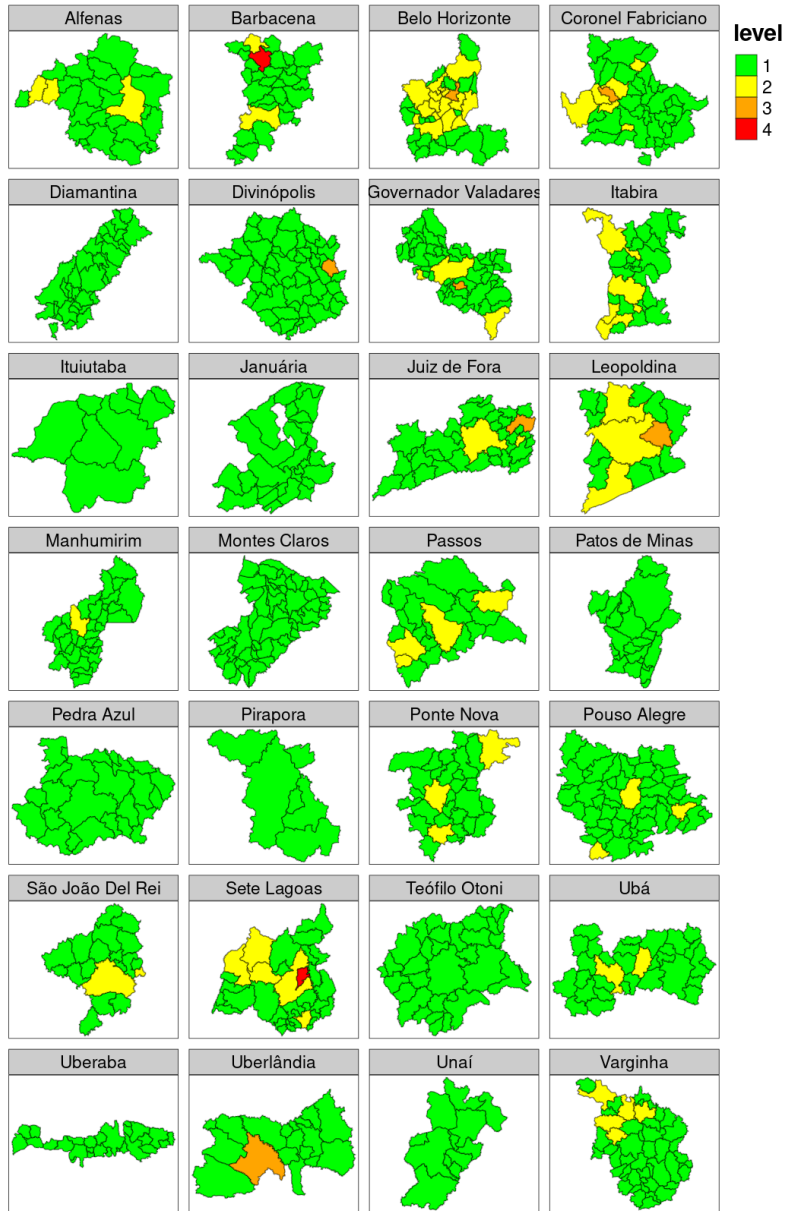 Alfenas
Barbacena
Belo Horizonte
Coronel Fabriciano
level
1
2
3
4
Diamantina
Divinópolis
Governador Valadares
Itabira
Ituiutaba
Januária
Juiz de Fora
Leopoldina
Manhumirim
Montes Claros
Passos
Patos de Minas
Pedra Azul
Pirapora
Ponte Nova
Pouso Alegre
São João Del Rei
Sete Lagoas
Teófilo Otoni
Ubá
Uberaba
Uberlândia
Unaí
Varginha